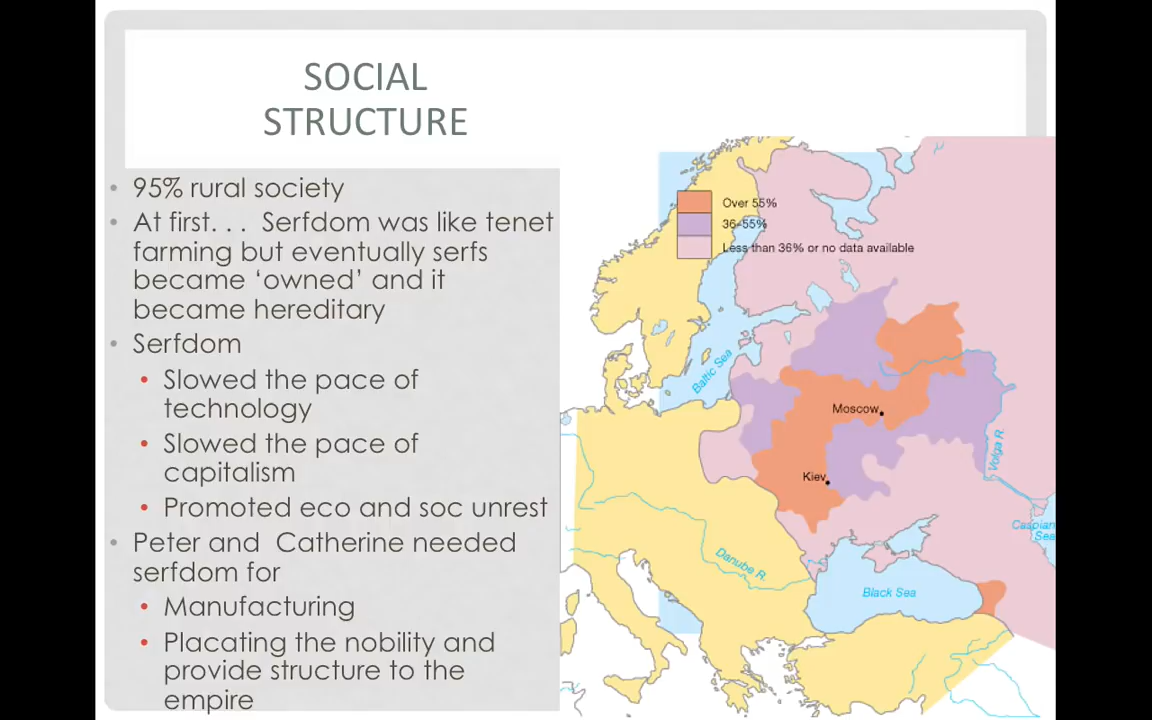 SOCIAL
STRUCTURE
• 95% rural society
• At first. . . Serfdom was like tenet
farming but eventually serfs
became ‘owned’ and it
became hereditary
• Serfdom
• Slowed the pace of
technology
• Slowed the pace of
capitalism
• Promoted eco and soc unrest
• Peter and Catherine needed
serfdom for
• Manufacturing
• Placating the nobility and
provide structure to the
empire
Over 55%
36-55%
Less than 36% or no data available
Baltic Sea
Moscow
Kiev
Volga R.
Caspian
Sea
Danube R.
Black Sea